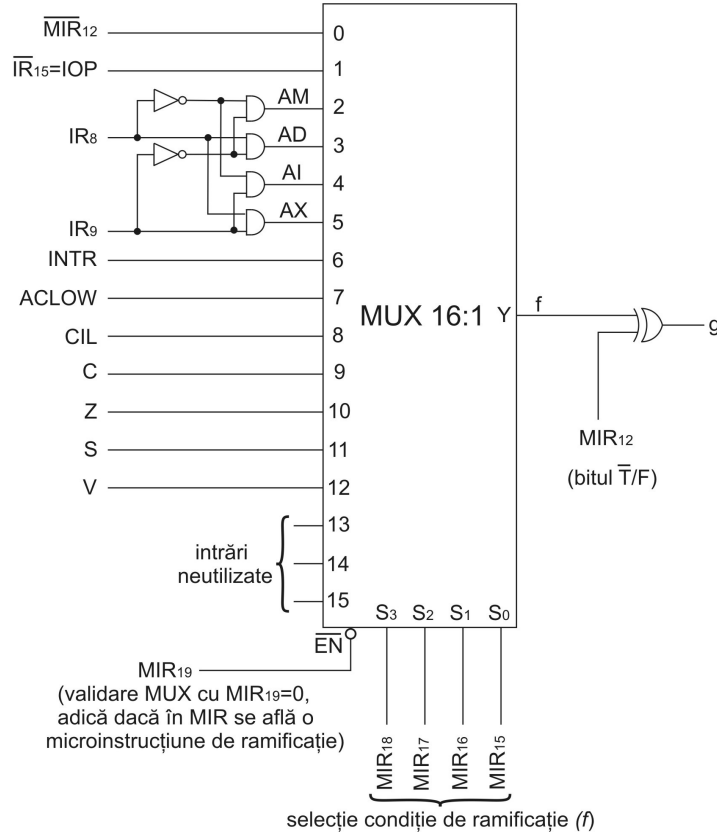 MIR12 0
IR15=IOP 1
AM 2
IR8 AD 3
AI 4
AX 5
IR9
INTR 6
ACLOW 7
CIL 8
C 9
Z 10
S 11
V 12
13
14
15
intrări
neutilizate
MUX 16:1 Y f g
MIR12
(bitul T/F)
S3 S2 S1 S0
EN
MIR19
(validare MUX cu MIR19=0,
adică dacă în MIR se află o
microinstrucțiune de ramificație)
MIR18 MIR17 MIR16 MIR15
selecție condiție de ramificație (f)